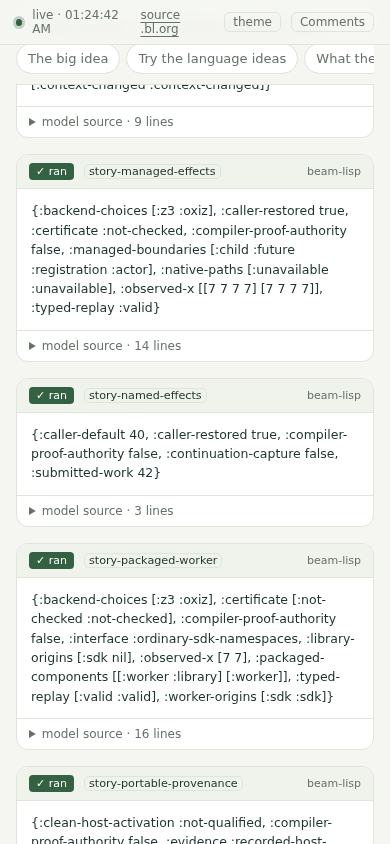 live · 01:24:42 AM
source .bl.org
theme
Comments
The big idea
Try the language ideas
What the
[:context-changed :context-changed]}
▶ model source · 9 lines
✓ ran story-managed-effects beam-lisp
{:backend-choices [:z3 :oxiz], :caller-restored true,
:certificate :not-checked, :compiler-proof-authority
false, :managed-boundaries [:child :future
:registration :actor], :native-paths [:unavailable
:unavailable], :observed-x [[7 7 7 7] [7 7 7 7]],
:typed-replay :valid}
▶ model source · 14 lines
✓ ran story-named-effects beam-lisp
{:caller-default 40, :caller-restored true, :compiler-
proof-authority false, :continuation-capture false,
:submitted-work 42}
▶ model source · 3 lines
✓ ran story-packaged-worker beam-lisp
{:backend-choices [:z3 :oxiz], :certificate [:not-
checked :not-checked], :compiler-proof-authority
false, :interface :ordinary-sdk-namespaces, :library-
origins [:sdk nil], :observed-x [7 7], :packaged-
components [[:worker :library] [:worker]], :typed-
replay [:valid :valid], :worker-origins [:sdk :sdk]}
▶ model source · 16 lines
✓ ran story-portable-provenance beam-lisp
{:clean-host-activation :not-qualified, :compiler-
proof-authority false, :evidence :recorded-host-